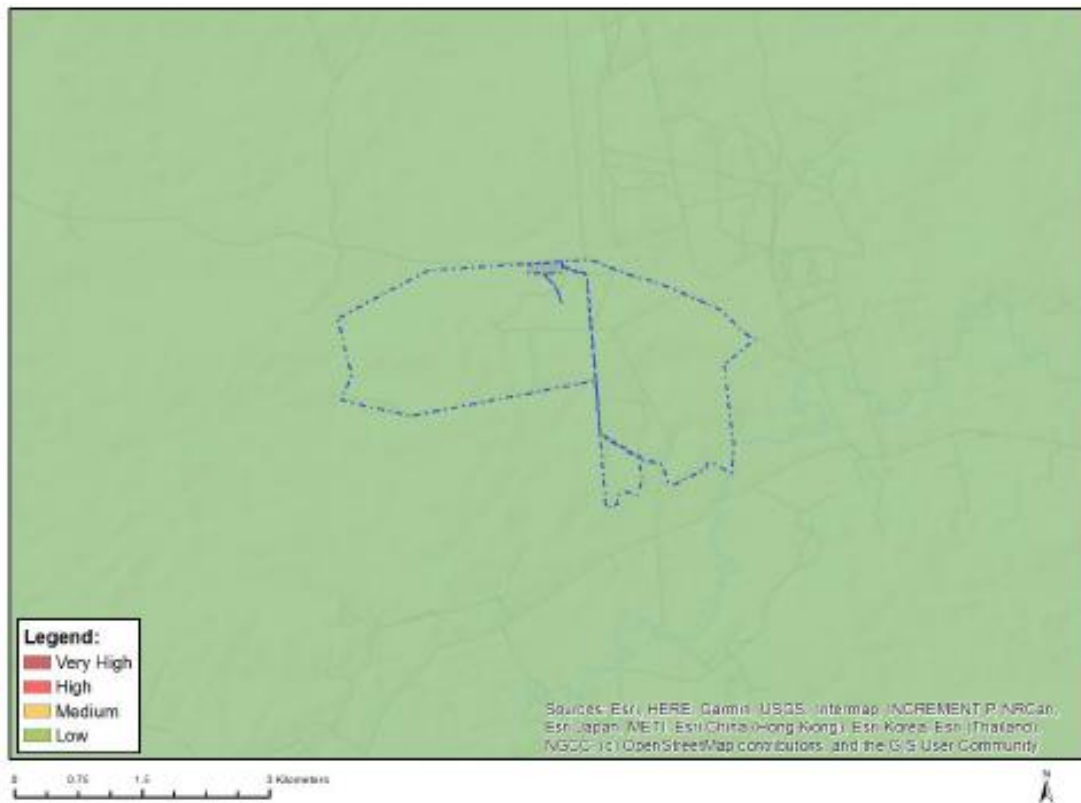 Legend:
Very High
High
Medium
Low
Sources: Esri, HERE, Garmin, USGS, Intermap, INCREMENT P, NRCan,
Esri Japan, METI, Esri China (Hong Kong), Esri Korea, Esri (Thailand),
NGCC, (c) OpenStreetMap contributors, and the GIS User Community
0 0.75 1.5 3 Kilometers
N